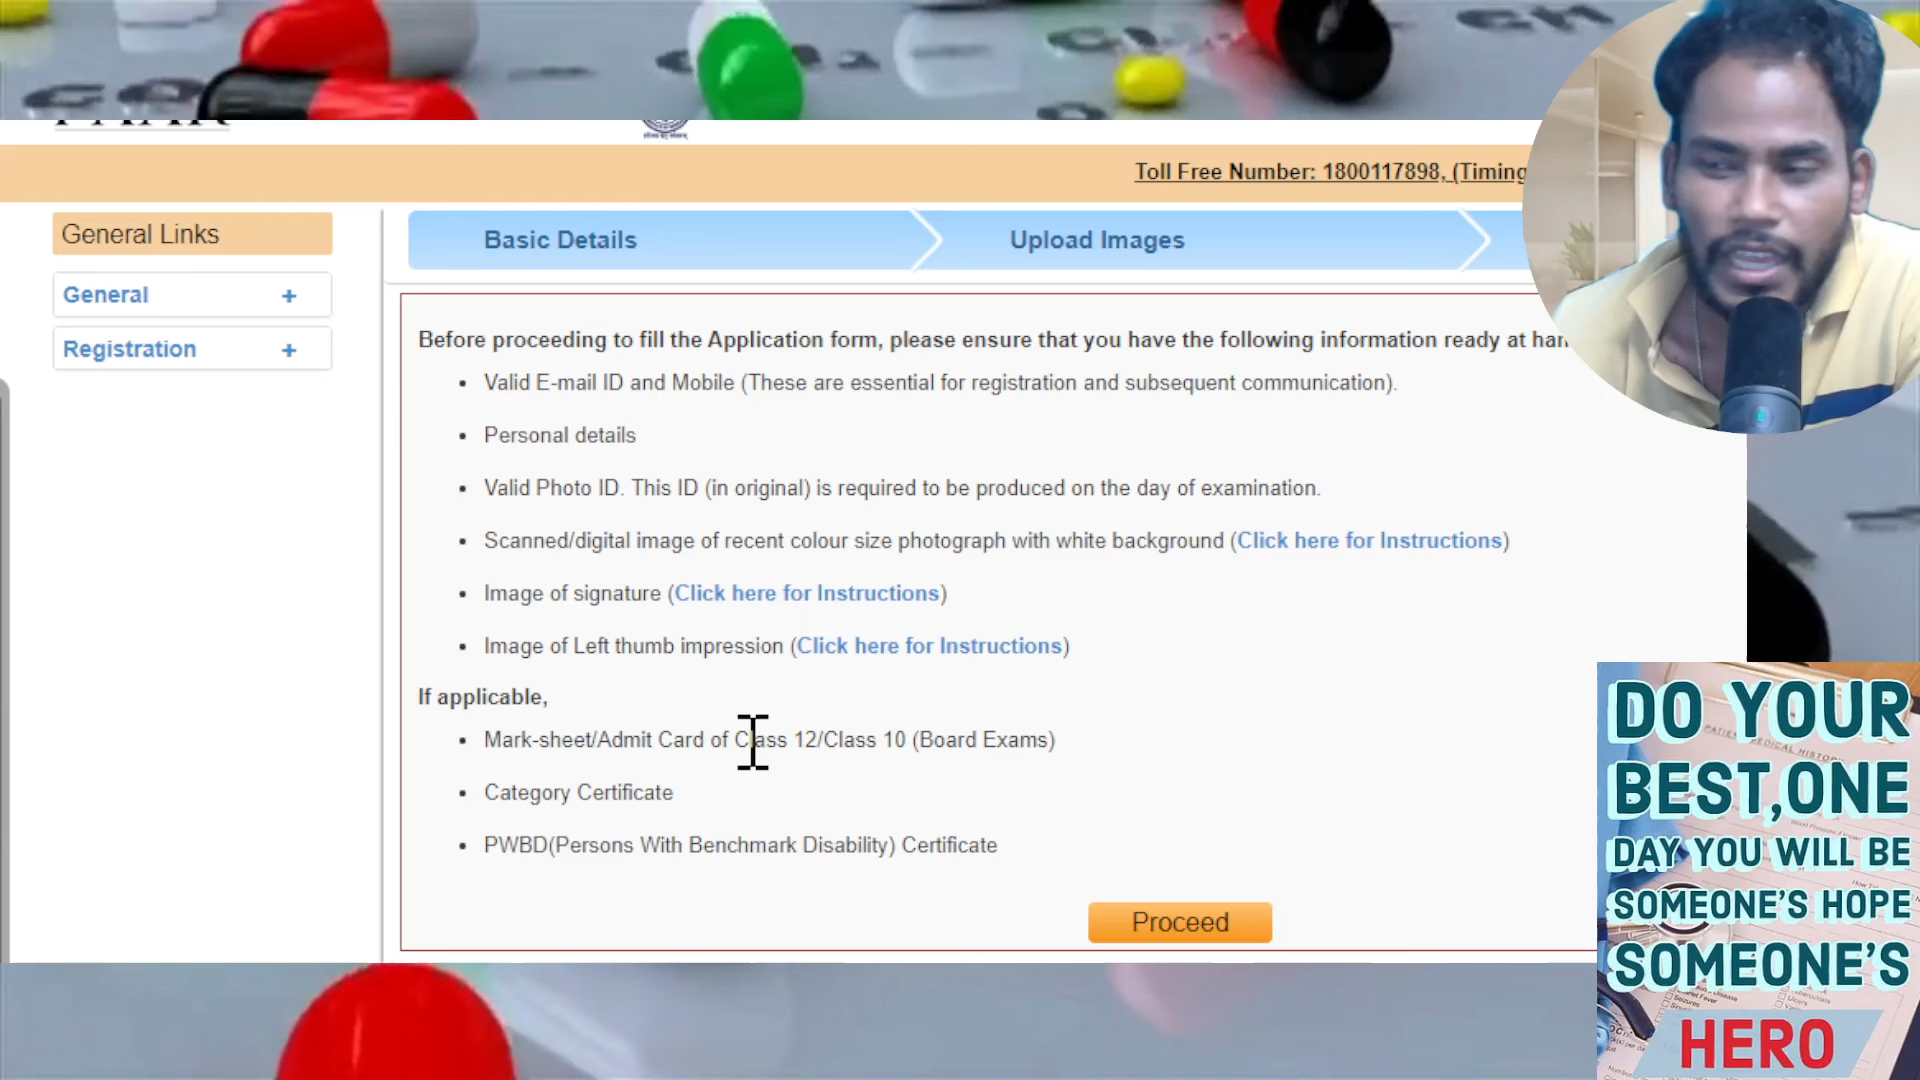 Toll Free Number: 1800117898, (Timing
General Links
Basic Details
Upload Images
General +
Registration +
Before proceeding to fill the Application form, please ensure that you have the following information ready at han
• Valid E-mail ID and Mobile (These are essential for registration and subsequent communication).
• Personal details
• Valid Photo ID. This ID (in original) is required to be produced on the day of examination.
• Scanned/digital image of recent colour size photograph with white background (Click here for Instructions)
• Image of signature (Click here for Instructions)
• Image of Left thumb impression (Click here for Instructions)
If applicable,
• Mark-sheet/Admit Card of Class 12/Class 10 (Board Exams)
• Category Certificate
• PWBD(Persons With Benchmark Disability) Certificate
Proceed
DO YOUR
BEST,ONE
DAY YOU WILL BE
SOMEONE'S HOPE
SOMEONE'S
HERO